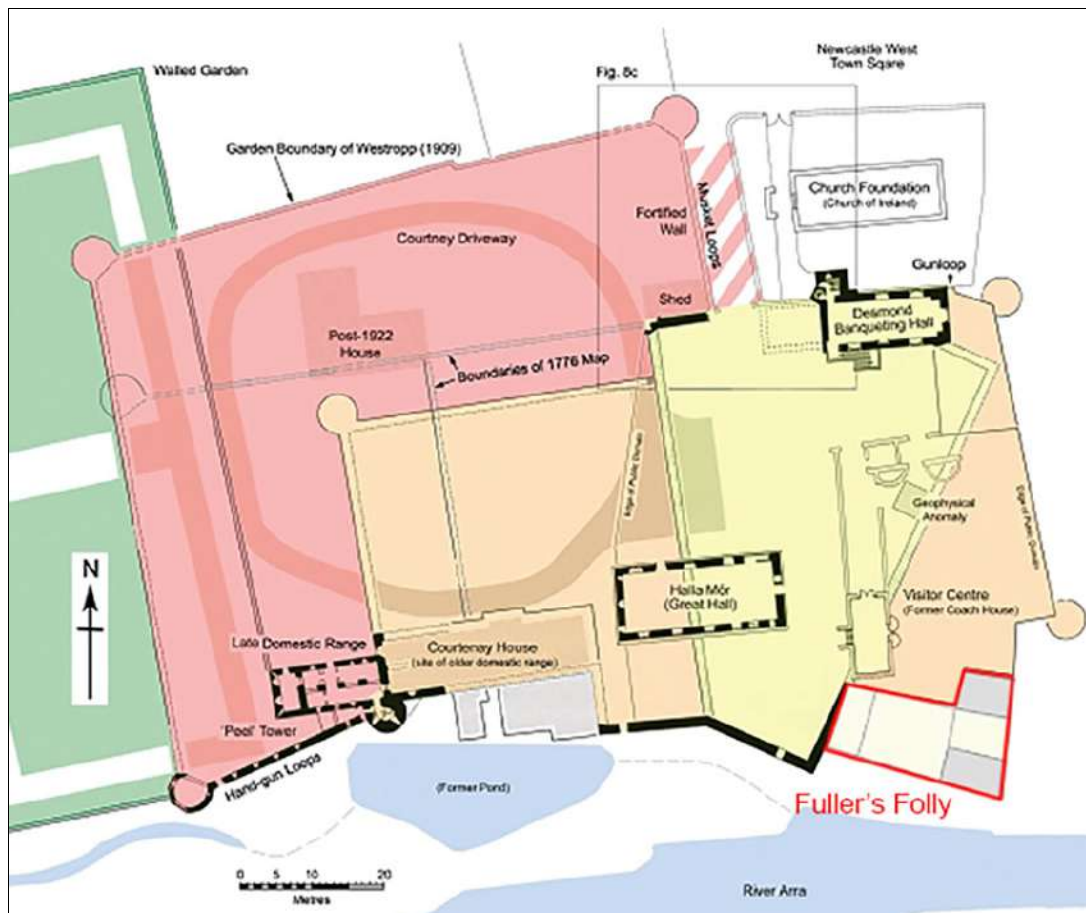 Newcastle West
Town Sqare
Walled Garden
Fig. 8c
Garden Boundary of Westropp (1909)
Church Foundation
(Church of Ireland)
Musket Loops
Fortified
Wall
Courtney Driveway
Gunloop
Shed
Desmond
Banqueting Hall
Post-1922
House
Boundaries of 1776 Map
Edge of Public Domain
Edge of Public Domain
Geophysical
Anomaly
N
Halla Mór
(Great Hall)
Visitor Centre
(Former Coach House)
Late Domestic Range
Courtenay House
(site of older domestic range)
'Peel' Tower
Hand-gun Loops
(Former Pond)
Fuller's Folly
0 5 10 20
Metres
River Arra